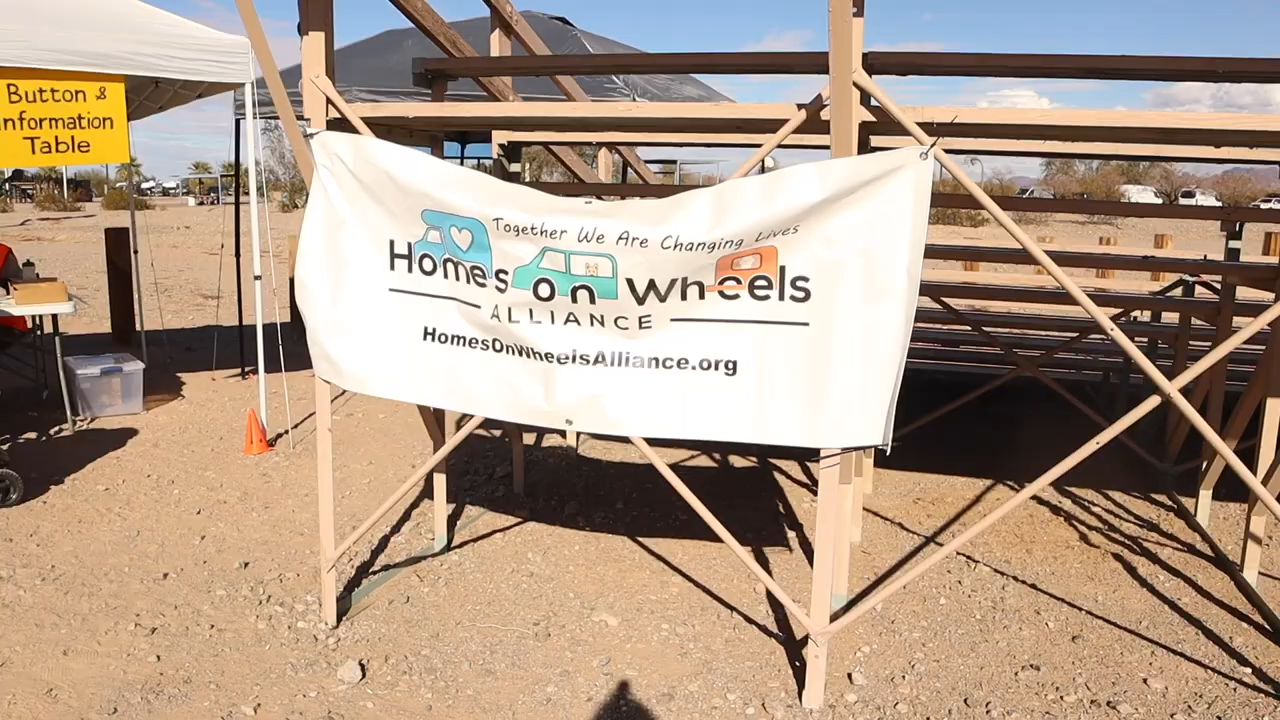 Button &
Information
Table
Together We Are Changing Lives
Homes on Wheels
ALLIANCE
HomesOnWheelsAlliance.org